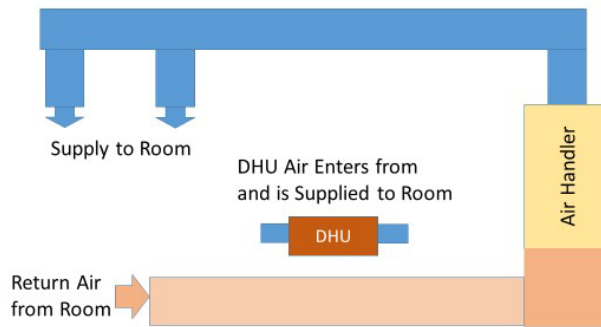 Supply to Room
DHU Air Enters from
and is Supplied to Room
DHU
Air Handler
Return Air
from Room